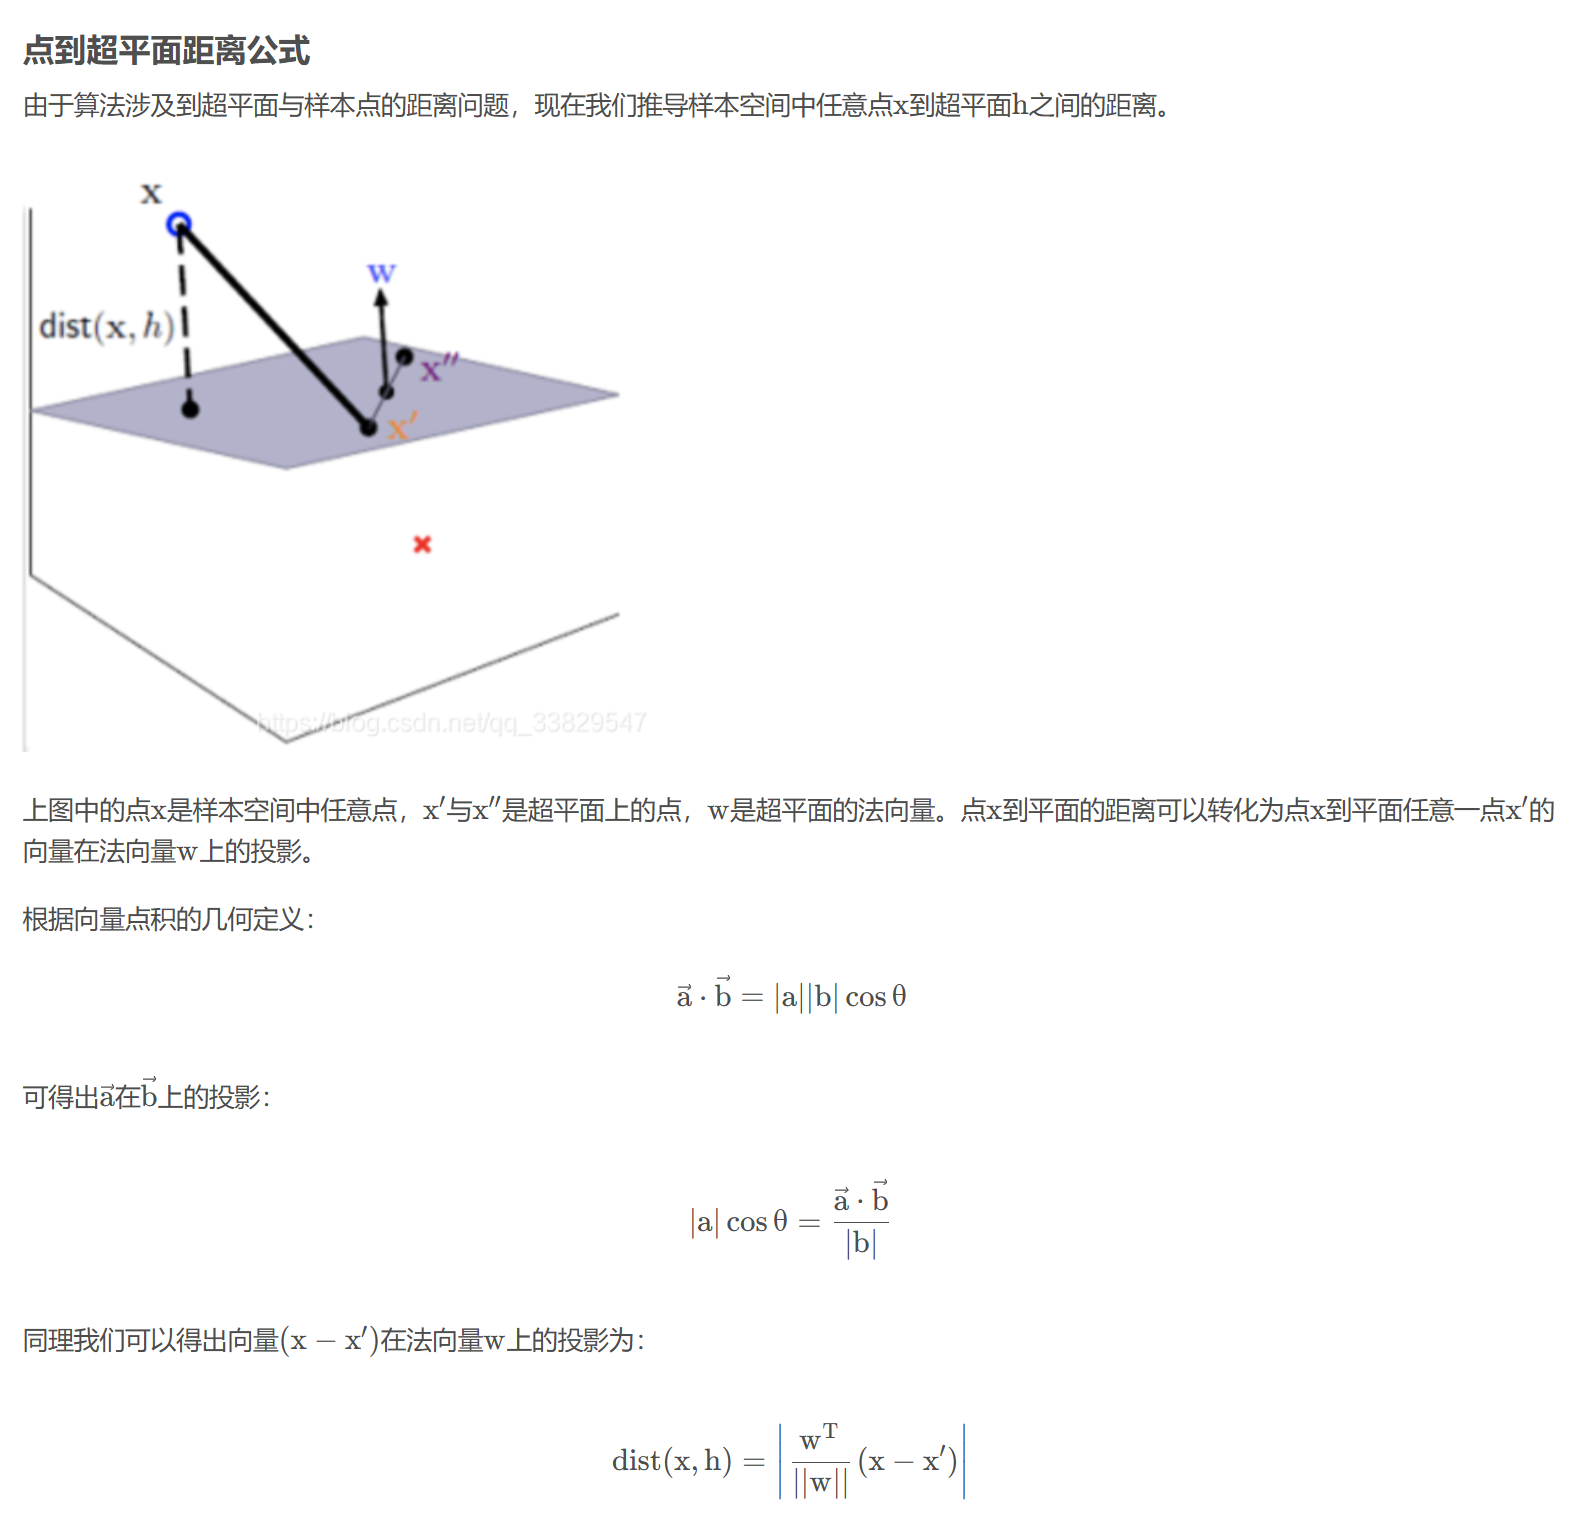 点到超平面距离公式
由于算法涉及到超平面与样本点的距离问题，现在我们推导样本空间中任意点x到超平面h之间的距离。
x
w
dist(x, h)
x″
x′
https://blog.csdn.net/qq_33829547
上图中的点x是样本空间中任意点，x′与x″是超平面上的点，w是超平面的法向量。点x到平面的距离可以转化为点x到平面任意一点x′的
向量在法向量w上的投影。
根据向量点积的几何定义：
$\vec{a} \cdot \vec{b} = |a||b| \cos θ$
可得出$\vec{a}$在$\vec{b}$上的投影：
$|a| \cos θ = \frac{\vec{a} \cdot \vec{b}}{|b|}$
同理我们可以得出向量(x − x′)在法向量w上的投影为：
$dist(x, h) = \left| \frac{w^T}{||w||} (x − x′) \right|$